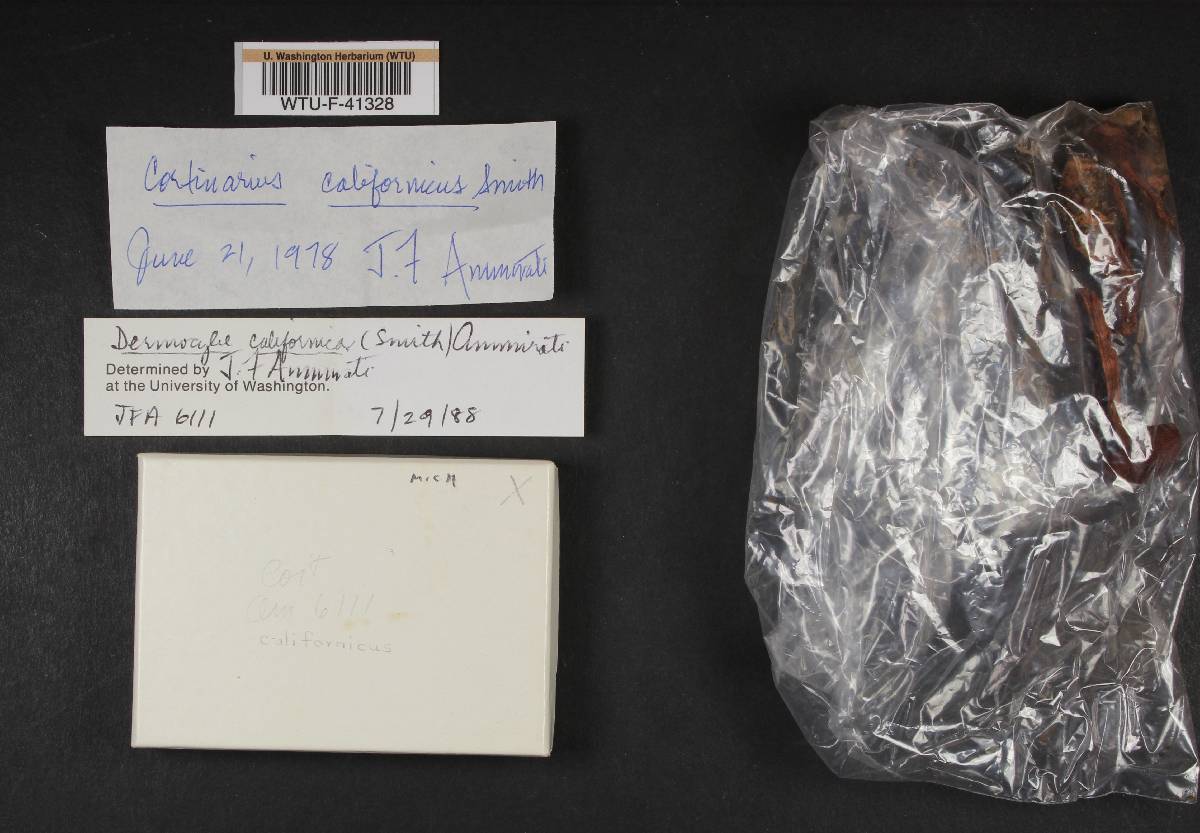 U. Washington Herbarium (WTU)
WTU-F-41328
Cortinarius californicus Smith
June 21, 1978 J.F Ammirati
Dermocybe californica (Smith) Ammirati
Determined by J.F Ammirati
at the University of Washington.
JFA 6111 7/29/88
MICH X
Cort
Am 6111
californicus